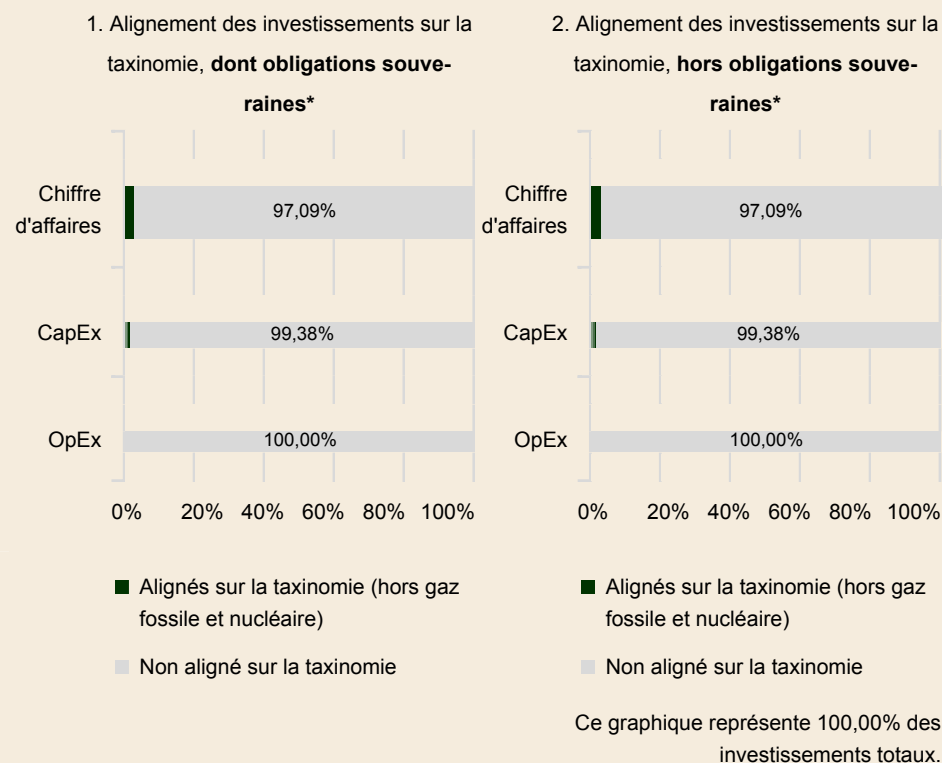 1. Alignement des investissements sur la
taxinomie, dont obligations souve-
raines*
Chiffre
d'affaires
97,09%
CapEx
99,38%
OpEx
100,00%
0% 20% 40% 60% 80% 100%
Alignés sur la taxinomie (hors gaz
fossile et nucléaire)
Non aligné sur la taxinomie
2. Alignement des investissements sur la
taxinomie, hors obligations souve-
raines*
Chiffre
d'affaires
97,09%
CapEx
99,38%
OpEx
100,00%
0% 20% 40% 60% 80% 100%
Alignés sur la taxinomie (hors gaz
fossile et nucléaire)
Non aligné sur la taxinomie
Ce graphique représente 100,00% des
investissements totaux.